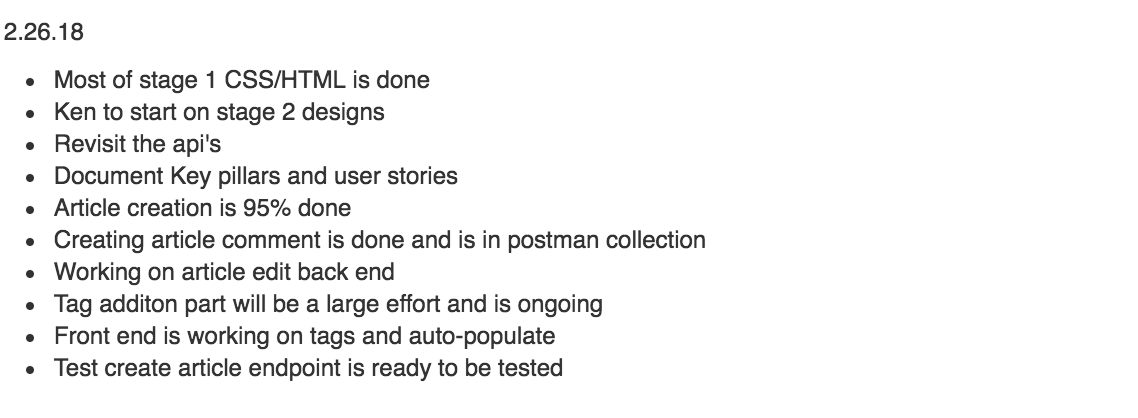 2.26.18
• Most of stage 1 CSS/HTML is done
• Ken to start on stage 2 designs
• Revisit the api's
• Document Key pillars and user stories
• Article creation is 95% done
• Creating article comment is done and is in postman collection
• Working on article edit back end
• Tag additon part will be a large effort and is ongoing
• Front end is working on tags and auto-populate
• Test create article endpoint is ready to be tested